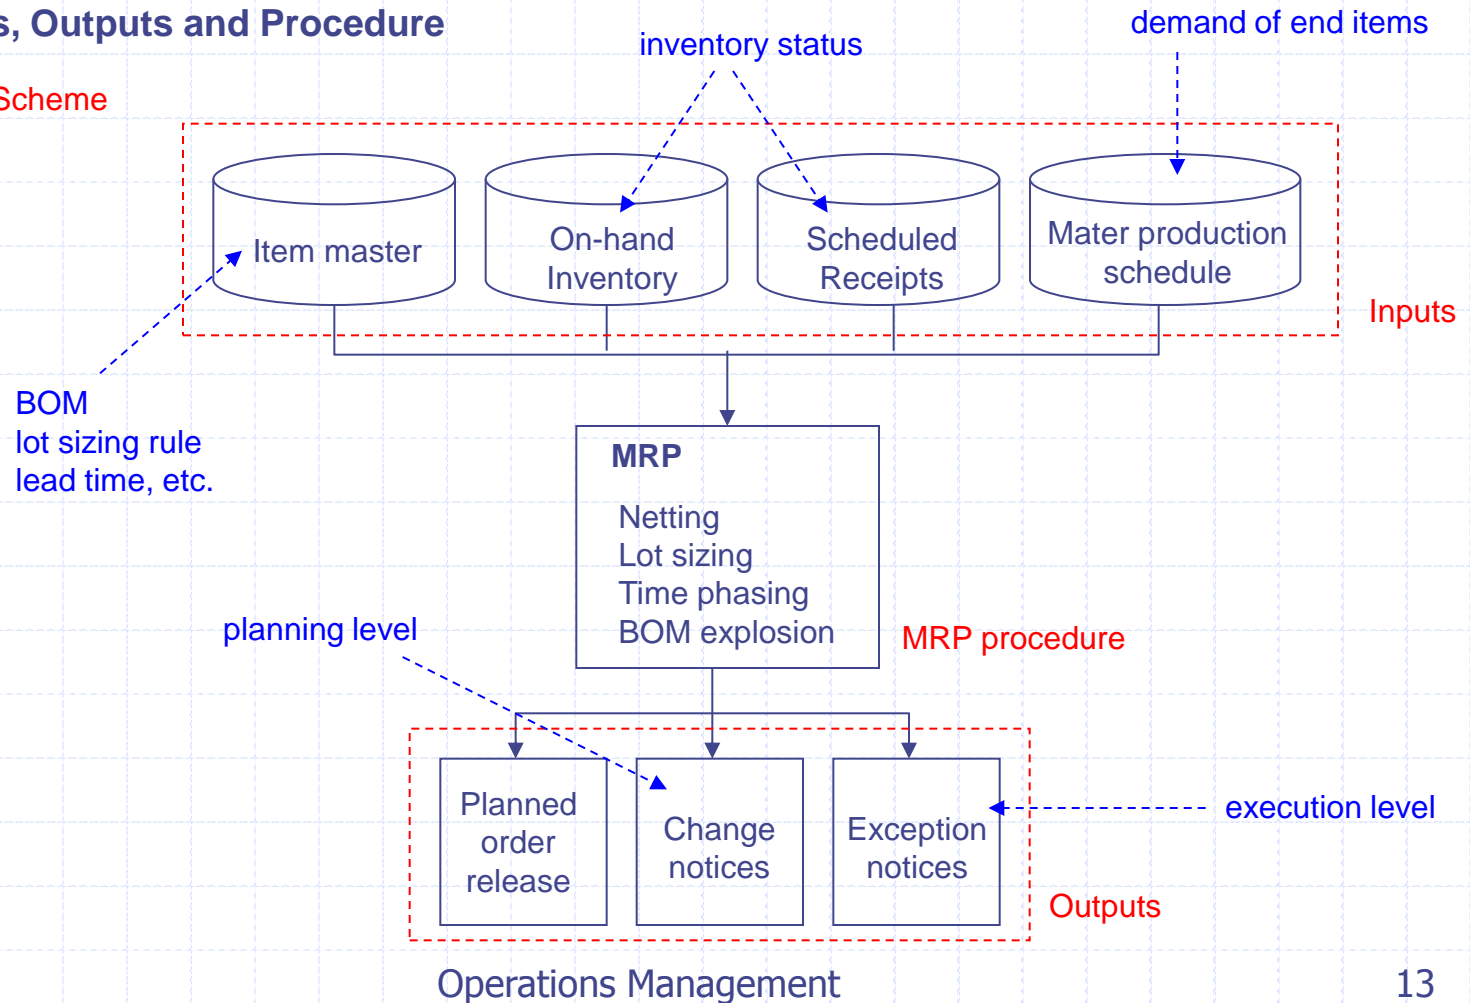 s, Outputs and Procedure
demand of end items
inventory status
Scheme
Item master
On-hand
Inventory
Scheduled
Receipts
Mater production
schedule
Inputs
BOM
lot sizing rule
lead time, etc.
MRP
Netting
Lot sizing
Time phasing
BOM explosion
MRP procedure
planning level
Planned
order
release
Change
notices
Exception
notices
execution level
Outputs
Operations Management
13